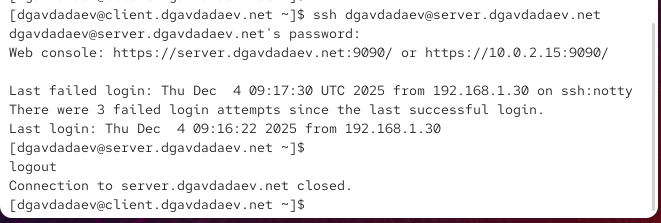 [dgavdadaev@client.dgavdadaev.net ~]$ ssh dgavdadaev@server.dgavdadaev.net
dgavdadaev@server.dgavdadaev.net's password:
Web console: https://server.dgavdadaev.net:9090/ or https://10.0.2.15:9090/
Last failed login: Thu Dec  4 09:17:30 UTC 2025 from 192.168.1.30 on ssh:notty
There were 3 failed login attempts since the last successful login.
Last login: Thu Dec  4 09:16:22 2025 from 192.168.1.30
[dgavdadaev@server.dgavdadaev.net ~]$
logout
Connection to server.dgavdadaev.net closed.
[dgavdadaev@client.dgavdadaev.net ~]$